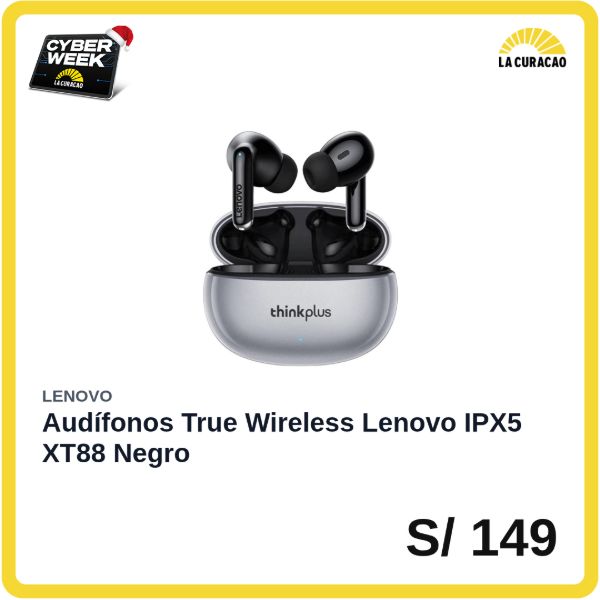 CYBER
WEEK
LA CURACAO
LA CURACAO
Lenovo
thinkplus
LENOVO
Audífonos True Wireless Lenovo IPX5
XT88 Negro
S/ 149